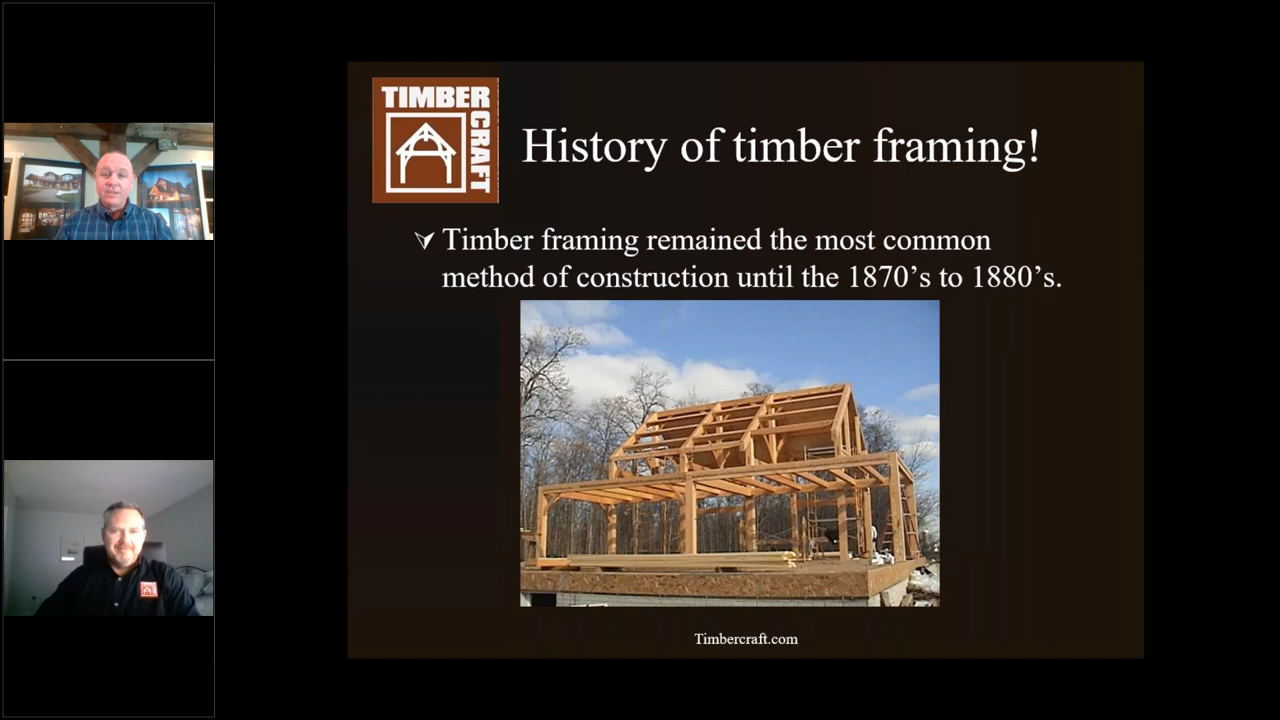 TIMBER
CRAFT
History of timber framing!
Timber framing remained the most common
method of construction until the 1870’s to 1880’s.
Timbercraft.com